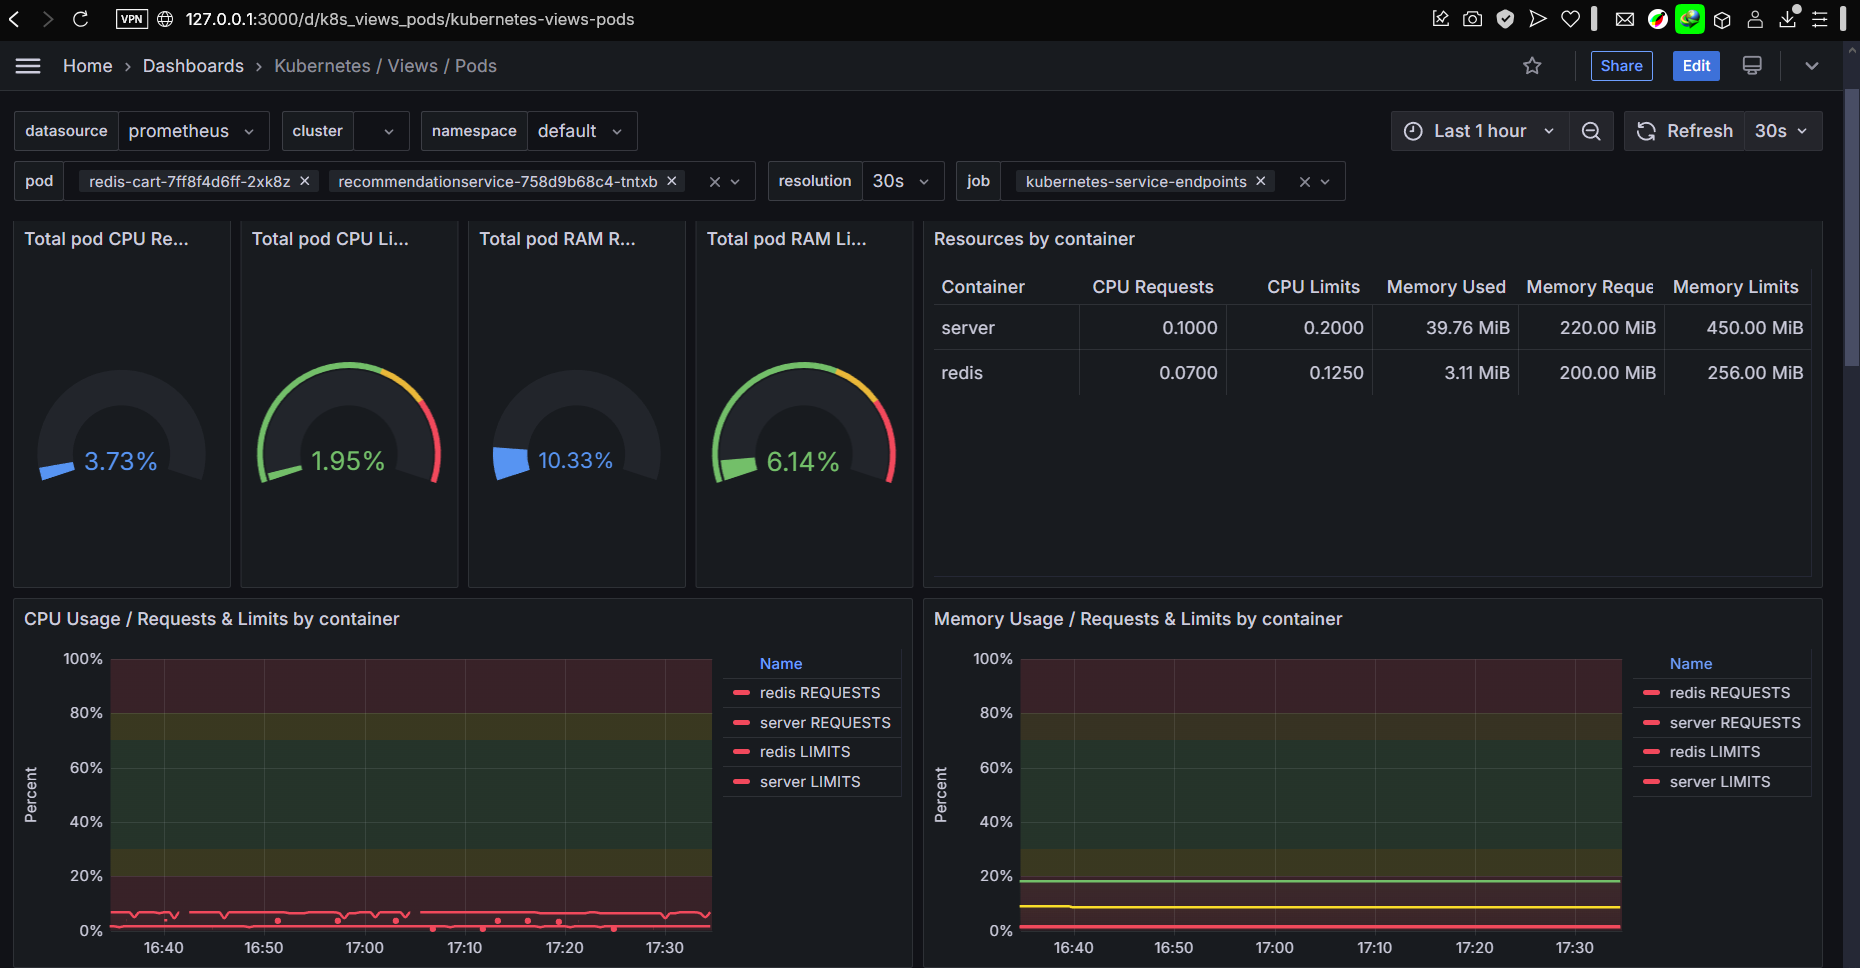 VPN 127.0.0.1:3000/d/k8s_views_pods/kubernetes-views-pods
Home › Dashboards › Kubernetes / Views / Pods
Share Edit
datasource prometheus cluster namespace default
Last 1 hour Refresh 30s
pod redis-cart-7ff8f4d6ff-2xk8z recommendationservice-758d9b68c4-tntxb resolution 30s job kubernetes-service-endpoints
Total pod CPU Re...
3.73%
Total pod CPU Li...
1.95%
Total pod RAM R...
10.33%
Total pod RAM Li...
6.14%
Resources by container
Container CPU Requests CPU Limits Memory Used Memory Reque Memory Limits
server 0.1000 0.2000 39.76 MiB 220.00 MiB 450.00 MiB
redis 0.0700 0.1250 3.11 MiB 200.00 MiB 256.00 MiB
CPU Usage / Requests & Limits by container
Percent
100%
80%
60%
40%
20%
0%
16:40 16:50 17:00 17:10 17:20 17:30
Name
redis REQUESTS
server REQUESTS
redis LIMITS
server LIMITS
Memory Usage / Requests & Limits by container
Percent
100%
80%
60%
40%
20%
0%
16:40 16:50 17:00 17:10 17:20 17:30
Name
redis REQUESTS
server REQUESTS
redis LIMITS
server LIMITS